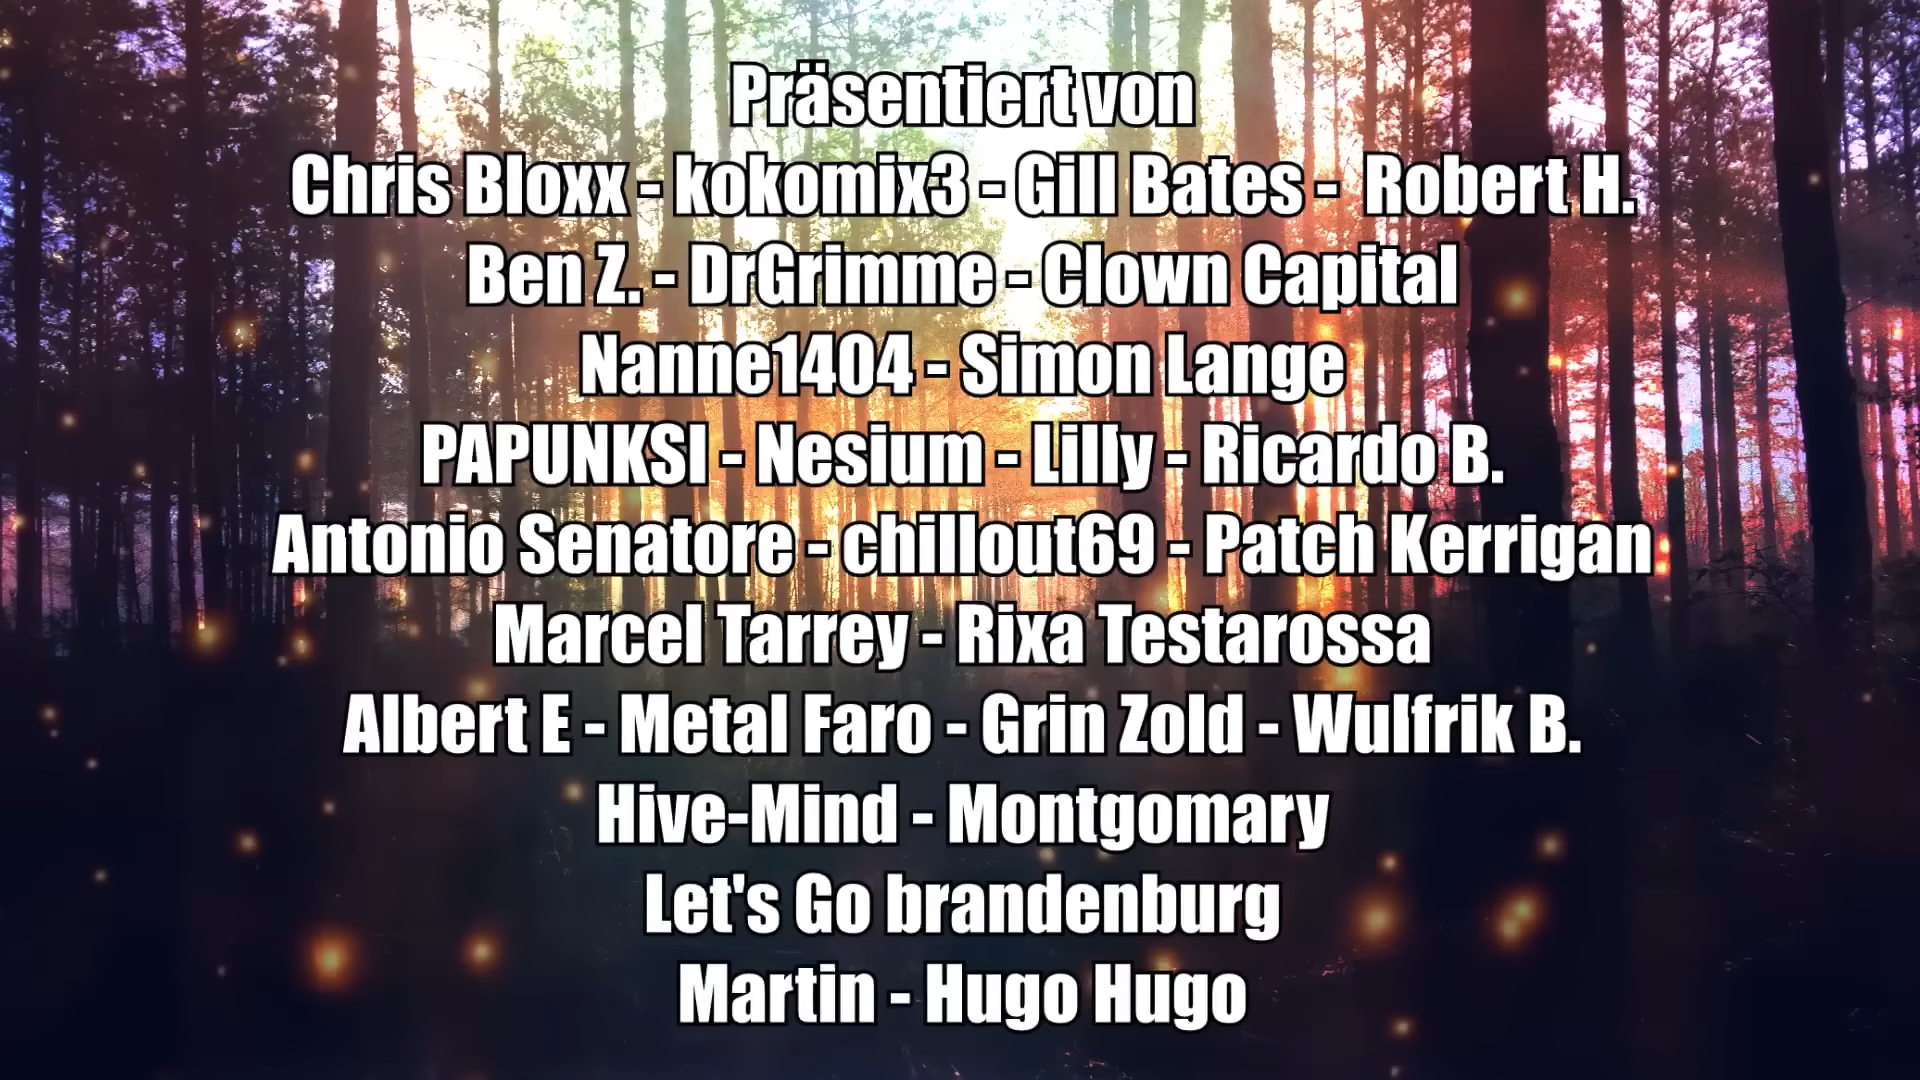 Präsentiert von
Chris Bloxx - kokomix3 - Gill Bates -  Robert H.
Ben Z. - DrGrimme - Clown Capital
Nanne1404 - Simon Lange
PAPUNKSI - Nesium - Lilly - Ricardo B.
Antonio Senatore - chillout69 - Patch Kerrigan
Marcel Tarrey - Rixa Testarossa
Albert E - Metal Faro - Grin Zold - Wulfrik B.
Hive-Mind - Montgomary
Let's Go brandenburg
Martin - Hugo Hugo